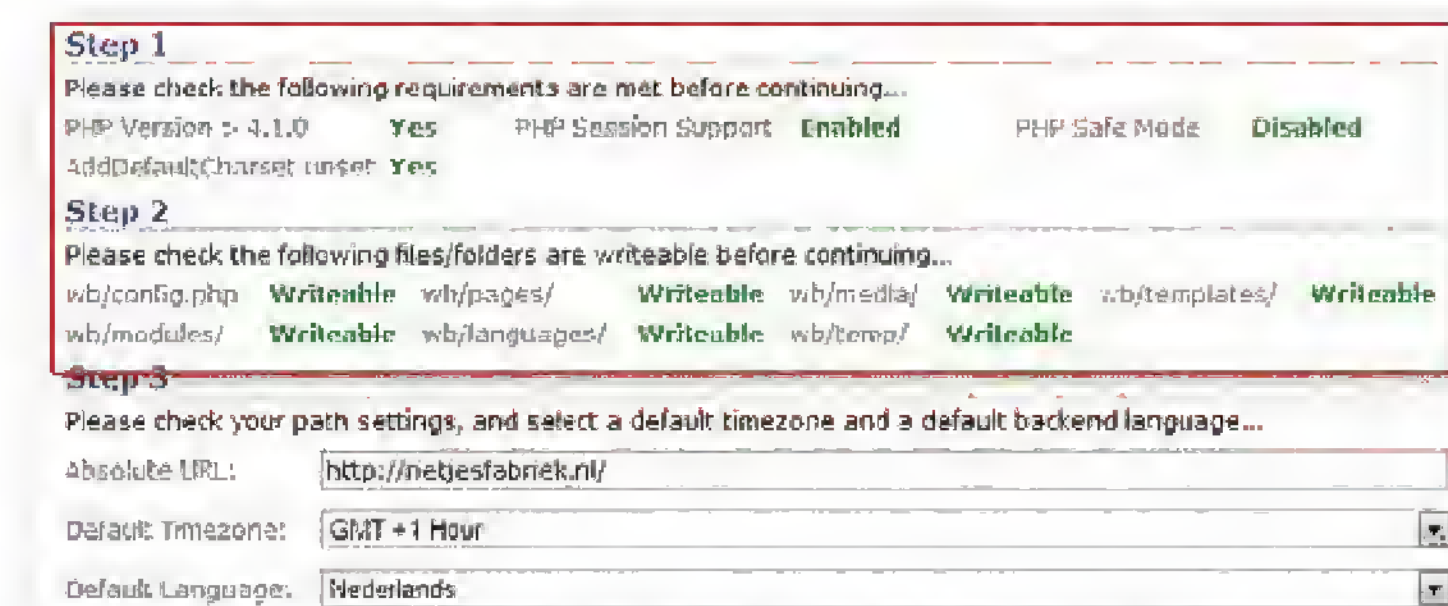 Step 1
Please check the following requirements are met before continuing...
PHP Version > 4.1.0 Yes PHP Session Support Enabled PHP Safe Mode Disabled
AddDefaultCharset unset Yes
Step 2
Please check the following files/folders are writeable before continuing...
wb/config.php Writeable wb/pages/ Writeable wb/media/ Writeable wb/templates/ Writeable
wb/modules/ Writeable wb/languages/ Writeable wb/temp/ Writeable
Step 3
Please check your path settings, and select a default timezone and a default backend language...
Absolute URL: http://netjesfabriek.nl/
Default Timezone: GMT +1 Hour
Default Language: Nederlands